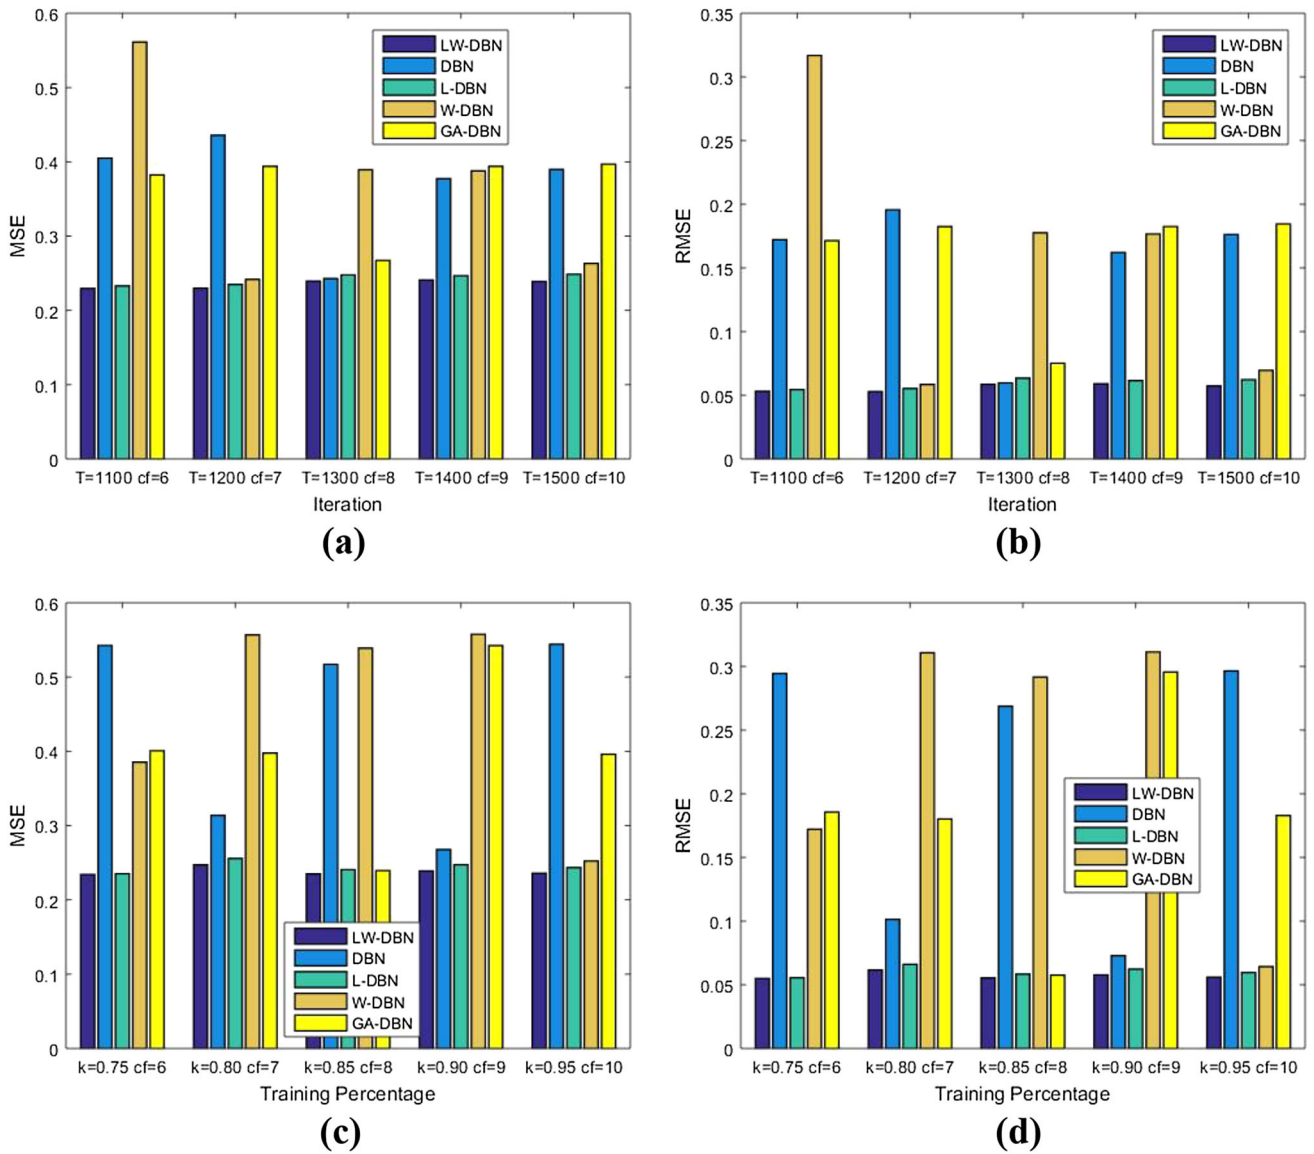 0.6
0.5
0.4
0.3
0.2
0.1
0
MSE
LW-DBN
DBN
L-DBN
W-DBN
GA-DBN
T=1100 cf=6 T=1200 cf=7 T=1300 cf=8 T=1400 cf=9 T=1500 cf=10
Iteration
(a)
0.35
0.3
0.25
0.2
0.15
0.1
0.05
0
RMSE
LW-DBN
DBN
L-DBN
W-DBN
GA-DBN
T=1100 cf=6 T=1200 cf=7 T=1300 cf=8 T=1400 cf=9 T=1500 cf=10
Iteration
(b)
0.6
0.5
0.4
0.3
0.2
0.1
0
MSE
LW-DBN
DBN
L-DBN
W-DBN
GA-DBN
k=0.75 cf=6 k=0.80 cf=7 k=0.85 cf=8 k=0.90 cf=9 k=0.95 cf=10
Training Percentage
(c)
0.35
0.3
0.25
0.2
0.15
0.1
0.05
0
RMSE
LW-DBN
DBN
L-DBN
W-DBN
GA-DBN
k=0.75 cf=6 k=0.80 cf=7 k=0.85 cf=8 k=0.90 cf=9 k=0.95 cf=10
Training Percentage
(d)